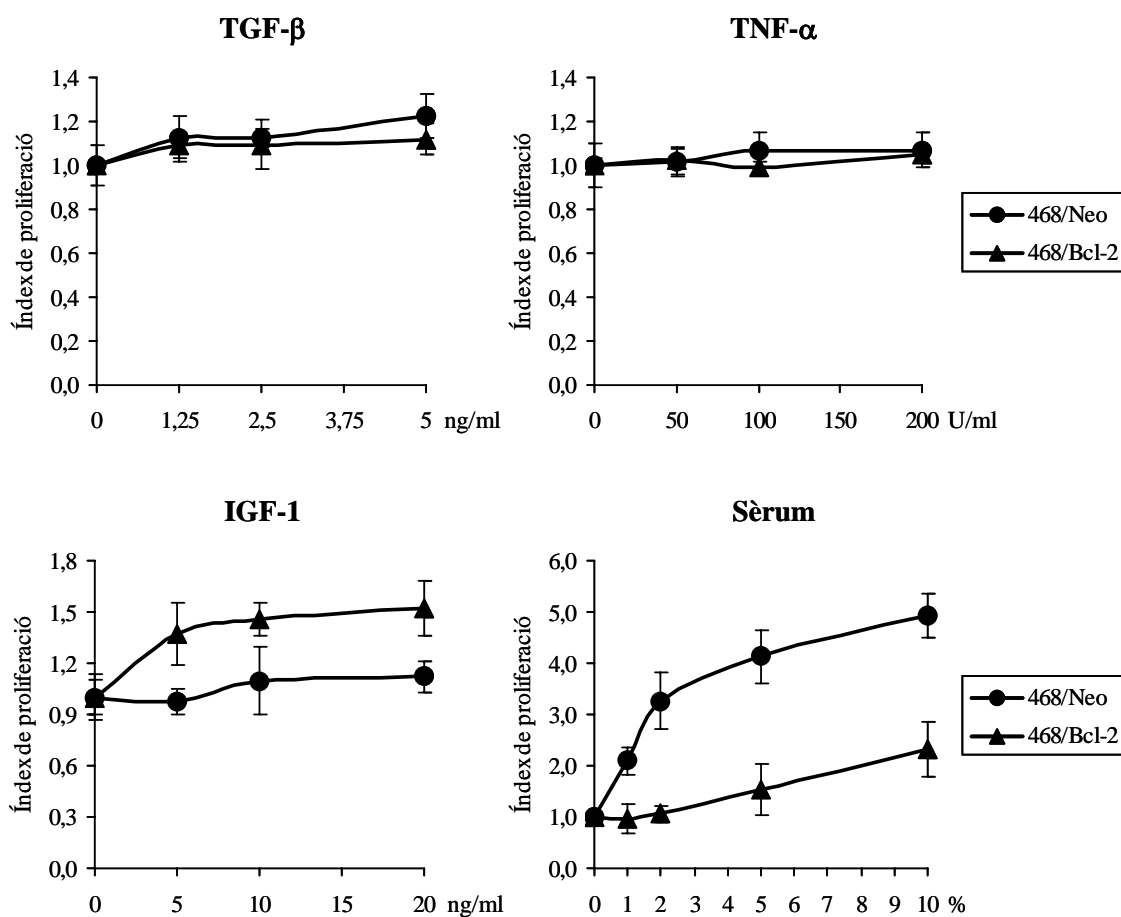 TGF-β
Índex de proliferació
1,4
1,2
1,0
0,8
0,6
0,4
0,2
0,0
0 1,25 2,5 3,75 5 ng/ml
TNF-α
Índex de proliferació
1,4
1,2
1,0
0,8
0,6
0,4
0,2
0,0
0 50 100 150 200 U/ml
468/Neo
468/Bcl-2
IGF-1
Índex de proliferació
1,8
1,5
1,2
0,9
0,6
0,3
0,0
0 5 10 15 20 ng/ml
Sèrum
Índex de proliferació
6,0
5,0
4,0
3,0
2,0
1,0
0,0
0 1 2 3 4 5 6 7 8 9 10 %
468/Neo
468/Bcl-2